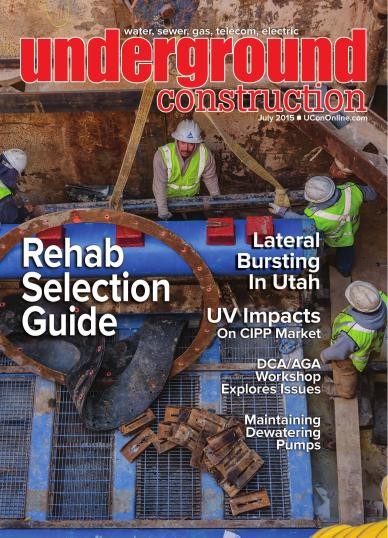 water, sewer, gas, telecom, electric
underground
construction
July 2015 ■ UConOnline.com
Rehab
Selection
Guide
Lateral
Bursting
In Utah
UV Impacts
On CIPP Market
DCA/AGA
Workshop
Explores Issues
Maintaining
Dewatering
Pumps